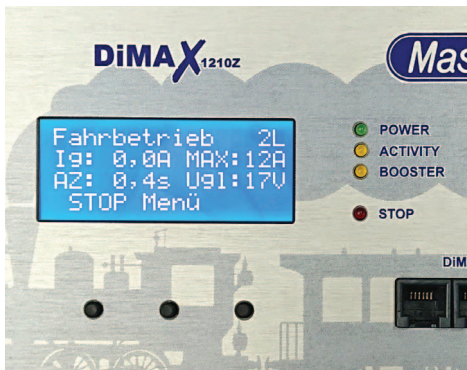 DiMAX 1210Z
Mas
Fahrbetrieb 2L
Ig: 0,0A MAX:12A
AZ: 0,4s Ugl:17V
STOP Menü
POWER
ACTIVITY
BOOSTER
STOP
DiM